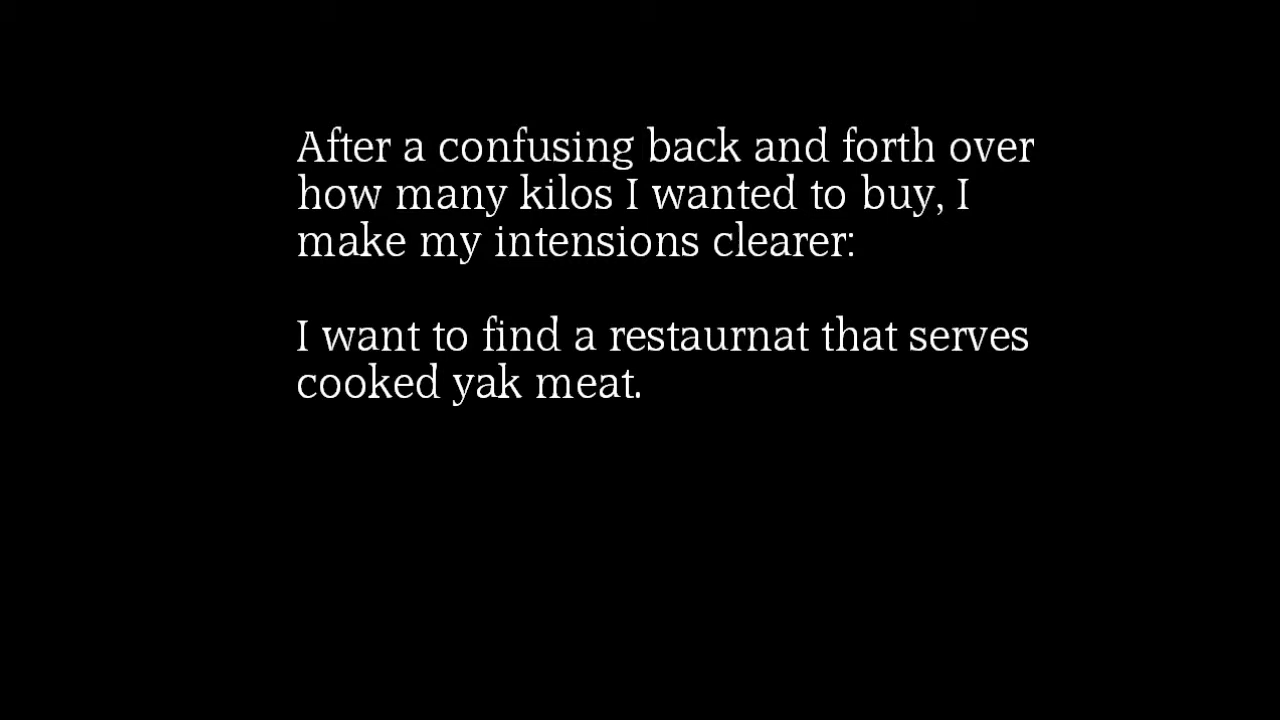 After a confusing back and forth over
how many kilos I wanted to buy, I
make my intensions clearer:
I want to find a restaurnat that serves
cooked yak meat.